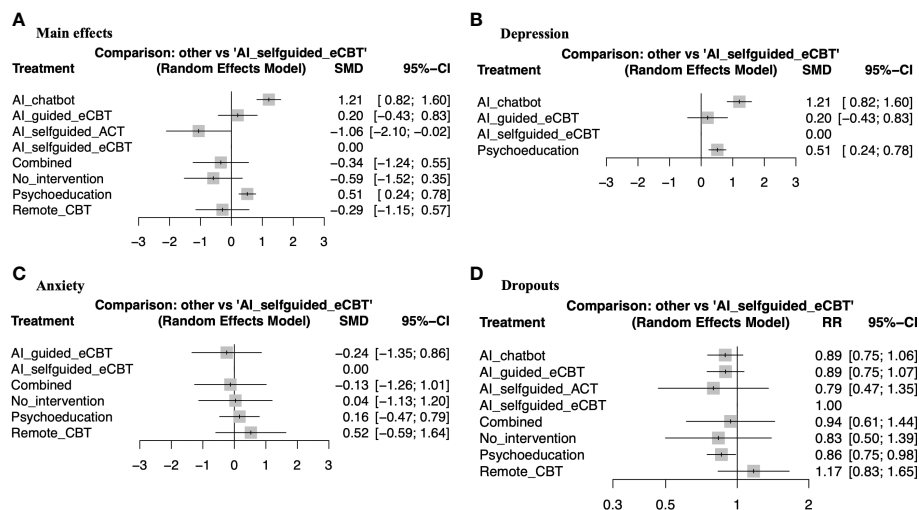 A
Main effects
Comparison: other vs 'AI_selfguided_eCBT'
Treatment (Random Effects Model) SMD 95%−CI
AI_chatbot 1.21 [ 0.82; 1.60]
AI_guided_eCBT 0.20 [−0.43; 0.83]
AI_selfguided_ACT −1.06 [−2.10; −0.02]
AI_selfguided_eCBT 0.00
Combined −0.34 [−1.24; 0.55]
No_intervention −0.59 [−1.52; 0.35]
Psychoeducation 0.51 [ 0.24; 0.78]
Remote_CBT −0.29 [−1.15; 0.57]
−3 −2 −1 0 1 2 3
B
Depression
Comparison: other vs 'AI_selfguided_eCBT'
Treatment (Random Effects Model) SMD 95%−CI
AI_chatbot 1.21 [ 0.82; 1.60]
AI_guided_eCBT 0.20 [−0.43; 0.83]
AI_selfguided_eCBT 0.00
Psychoeducation 0.51 [ 0.24; 0.78]
−3 −2 −1 0 1 2 3
C
Anxiety
Comparison: other vs 'AI_selfguided_eCBT'
Treatment (Random Effects Model) SMD 95%−CI
AI_guided_eCBT −0.24 [−1.35; 0.86]
AI_selfguided_eCBT 0.00
Combined −0.13 [−1.26; 1.01]
No_intervention 0.04 [−1.13; 1.20]
Psychoeducation 0.16 [−0.47; 0.79]
Remote_CBT 0.52 [−0.59; 1.64]
−3 −2 −1 0 1 2 3
D
Dropouts
Comparison: other vs 'AI_selfguided_eCBT'
Treatment (Random Effects Model) RR 95%−CI
AI_chatbot 0.89 [0.75; 1.06]
AI_guided_eCBT 0.89 [0.75; 1.07]
AI_selfguided_ACT 0.79 [0.47; 1.35]
AI_selfguided_eCBT 1.00
Combined 0.94 [0.61; 1.44]
No_intervention 0.83 [0.50; 1.39]
Psychoeducation 0.86 [0.75; 0.98]
Remote_CBT 1.17 [0.83; 1.65]
0.3 0.5 1 2